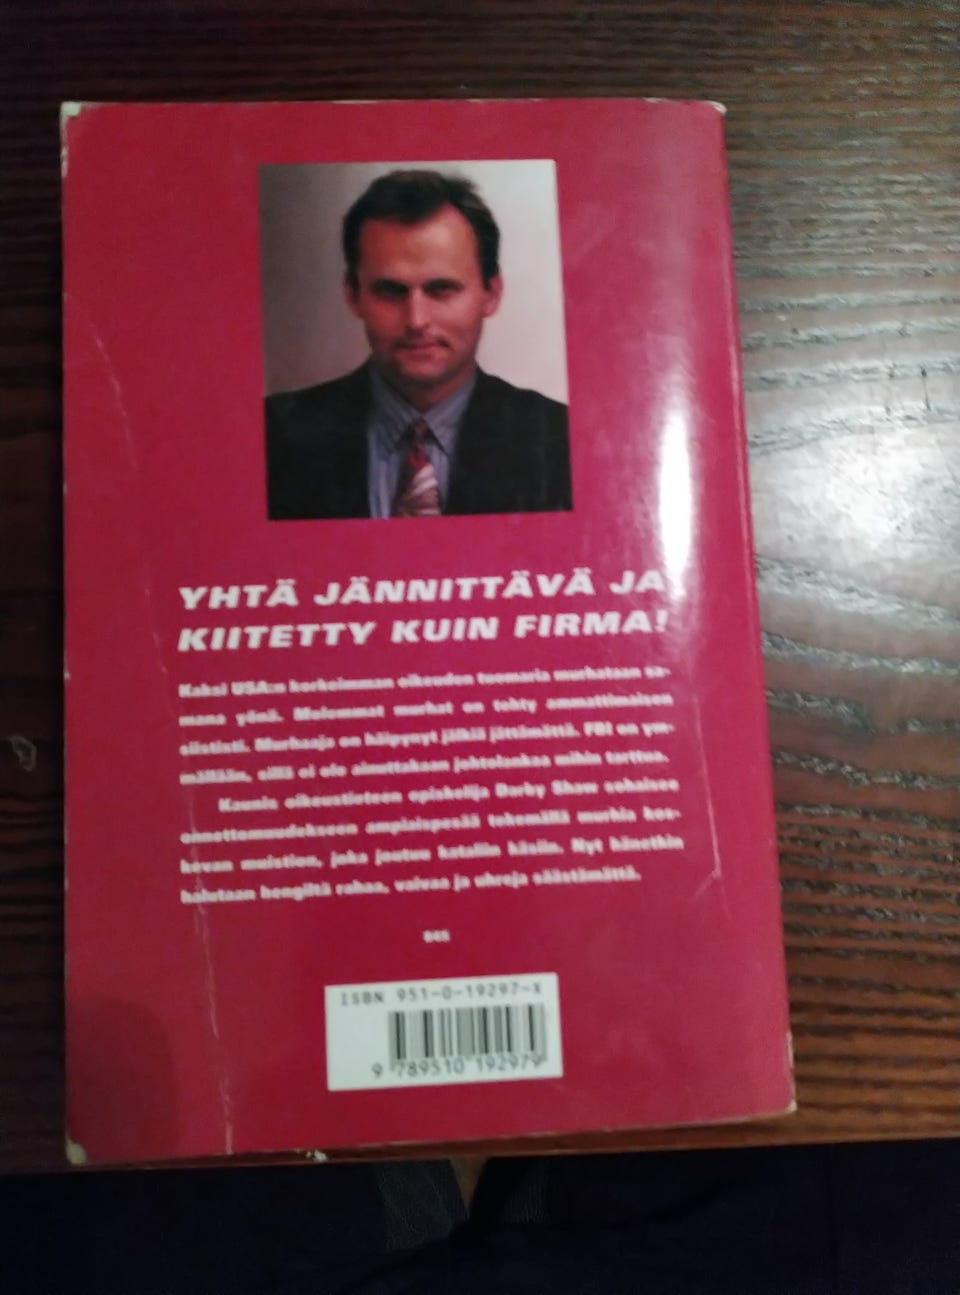 YHTÄ JÄNNITTÄVÄ JA
KIITETTY KUIN FIRMA!
Kaksi USA:n korkeimman oikeuden tuomaria murhataan sa-
mana yönä. Molemmat murhat on tehty ammattimaisen
siististi. Murhaaja on häipynyt jälkiä jättämättä. FBI on ym-
mällään, sillä ei ole ainuttakaan johtolankaa mihin tarttua.
Kaunis oikeustieteen opiskelija Darby Shaw sohaisee
onnettomuudekseen ampiaispesää tekemällä murhia kos-
kevan muistion, joka joutuu kataliin käsiin. Nyt hänetkin
halutaan hengiltä rahaa, vaivaa ja uhreja säästämättä.
ISBN 951-0-19297-X
9 789510 192979